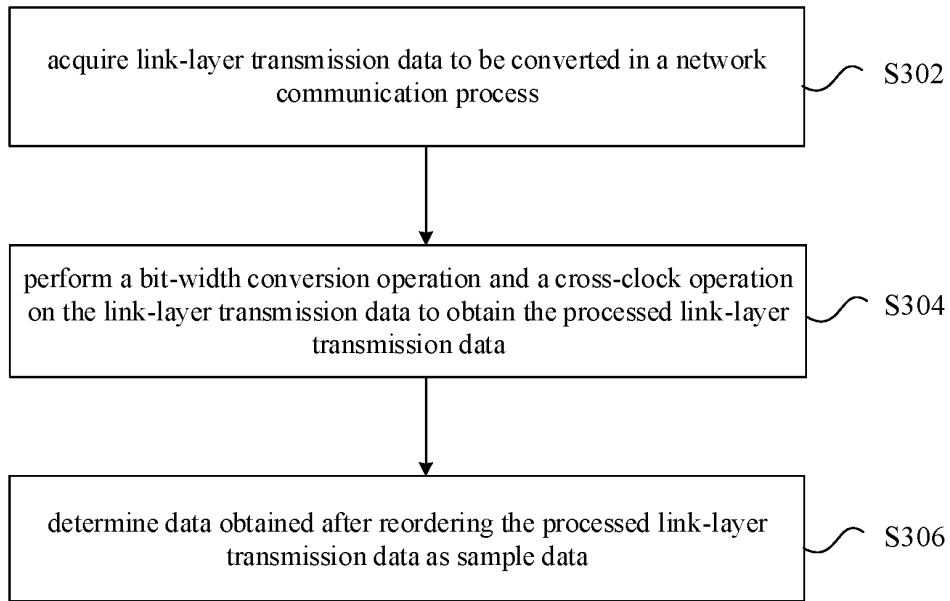 acquire link-layer transmission data to be converted in a network
communication process
S302
perform a bit-width conversion operation and a cross-clock operation
on the link-layer transmission data to obtain the processed link-layer
transmission data
S304
determine data obtained after reordering the processed link-layer
transmission data as sample data
S306